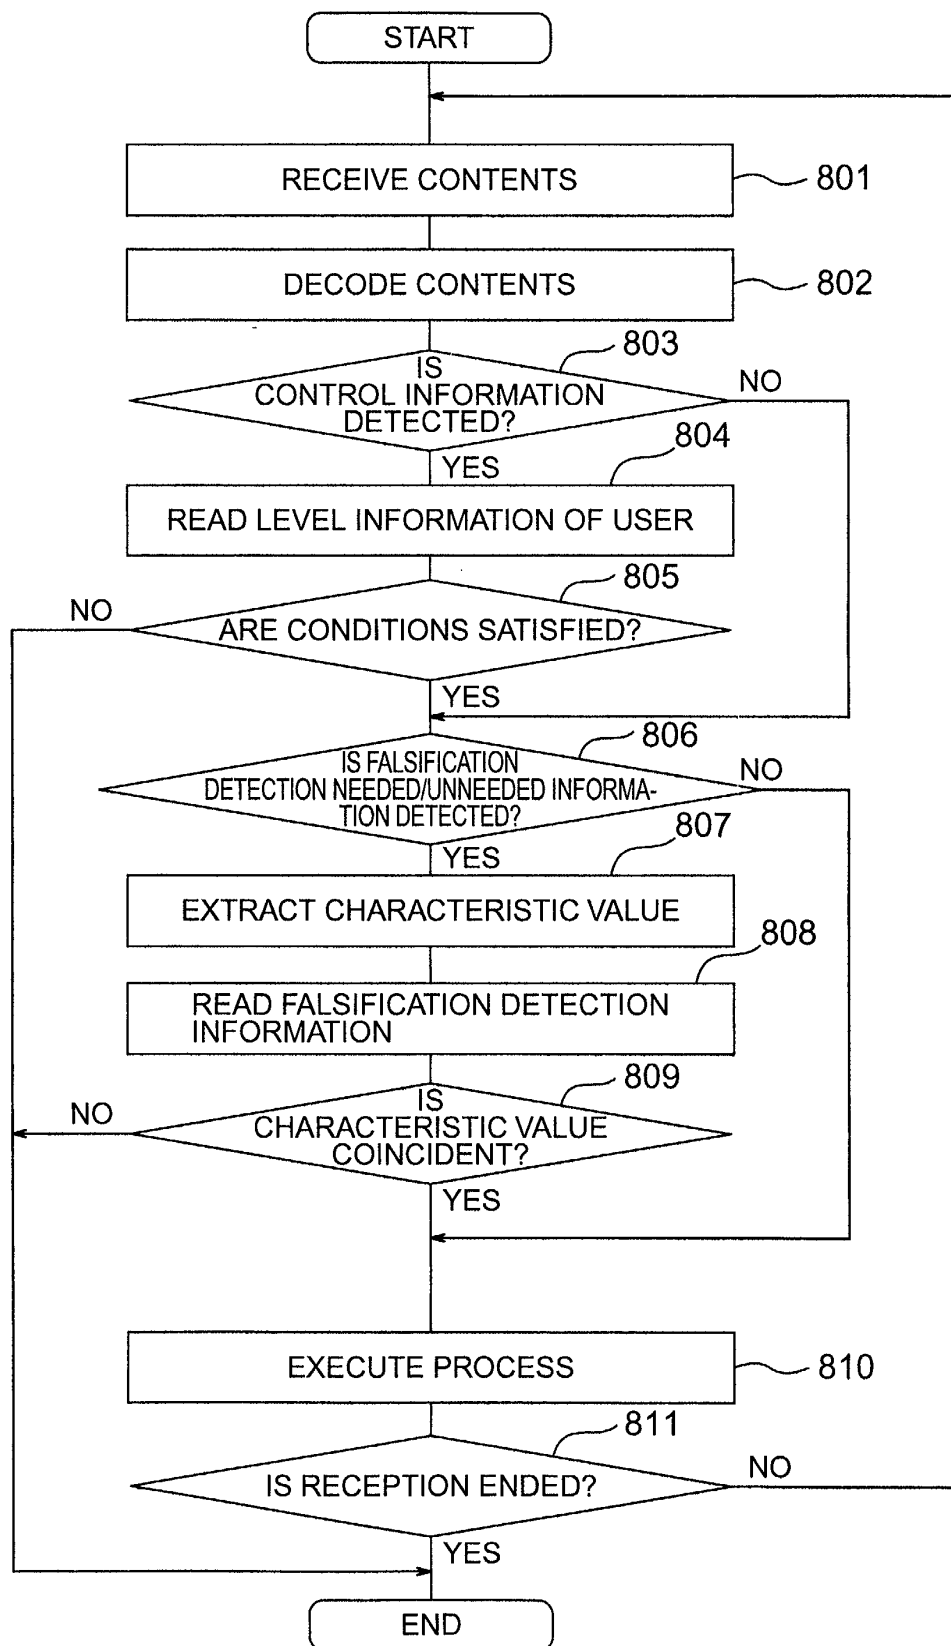 START
RECEIVE CONTENTS
801
DECODE CONTENTS
802
803
IS
CONTROL INFORMATION
DETECTED?
NO
YES
804
READ LEVEL INFORMATION OF USER
805
NO
ARE CONDITIONS SATISFIED?
YES
806
IS FALSIFICATION
DETECTION NEEDED/UNNEEDED INFORMA-
TION DETECTED?
NO
YES
807
EXTRACT CHARACTERISTIC VALUE
808
READ FALSIFICATION DETECTION
INFORMATION
809
NO
IS
CHARACTERISTIC VALUE
COINCIDENT?
YES
EXECUTE PROCESS
810
811
IS RECEPTION ENDED?
NO
YES
END